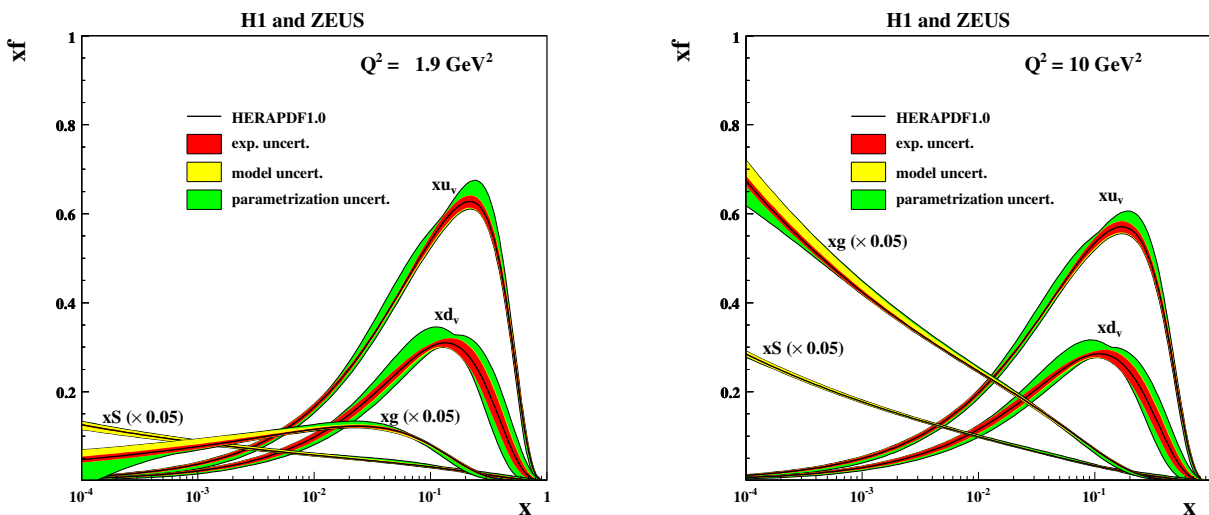 H1 and ZEUS
xf
1
Q² = 1.9 GeV²
HERAPDF1.0
exp. uncert.
model uncert.
parametrization uncert.
0.8
0.6
0.4
0.2
xuᵥ
xdᵥ
xS (× 0.05)
xg (× 0.05)
10⁻⁴
10⁻³
10⁻²
10⁻¹
1
x
H1 and ZEUS
xf
1
Q² = 10 GeV²
HERAPDF1.0
exp. uncert.
model uncert.
parametrization uncert.
0.8
0.6
0.4
0.2
xuᵥ
xg (× 0.05)
xdᵥ
xS (× 0.05)
10⁻⁴
10⁻³
10⁻²
10⁻¹
1
x